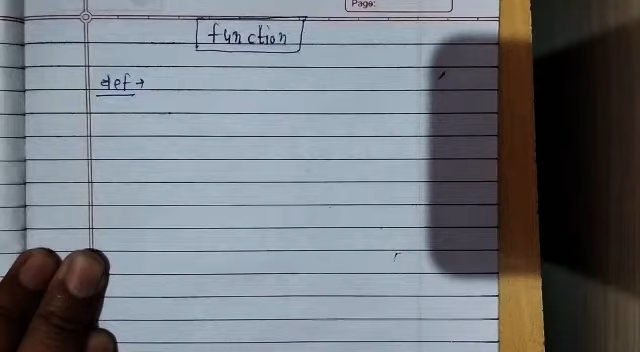 Page:
function
def →